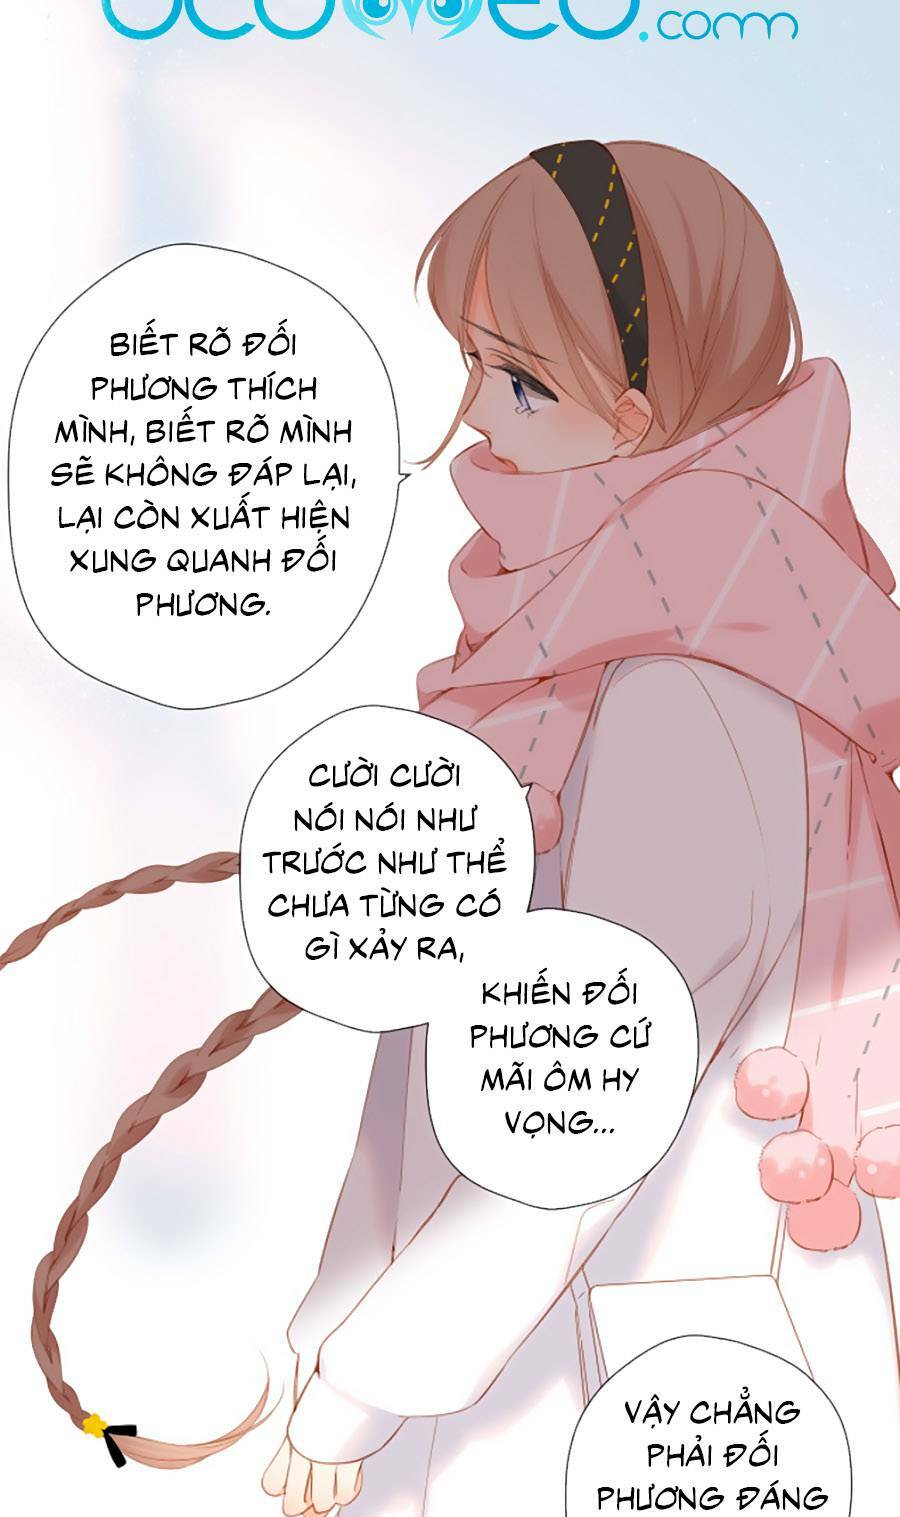 BIẾT RÕ ĐỐI
PHƯƠNG THÍCH
MÌNH, BIẾT RÕ MÌNH
SẼ KHÔNG ĐÁP LẠI,
LẠI CÒN XUẤT HIỆN
XUNG QUANH ĐỐI
PHƯƠNG.
CƯỜI CƯỜI
NÓI NÓI NHƯ
TRƯỚC NHƯ THỂ
CHƯA TỪNG CÓ
GÌ XẢY RA,
KHIẾN ĐỐI
PHƯƠNG CỨ
MÃI ÔM HY
VỌNG...
VẬY CHẲNG
PHẢI ĐỐI
PHƯƠNG ĐÁNG